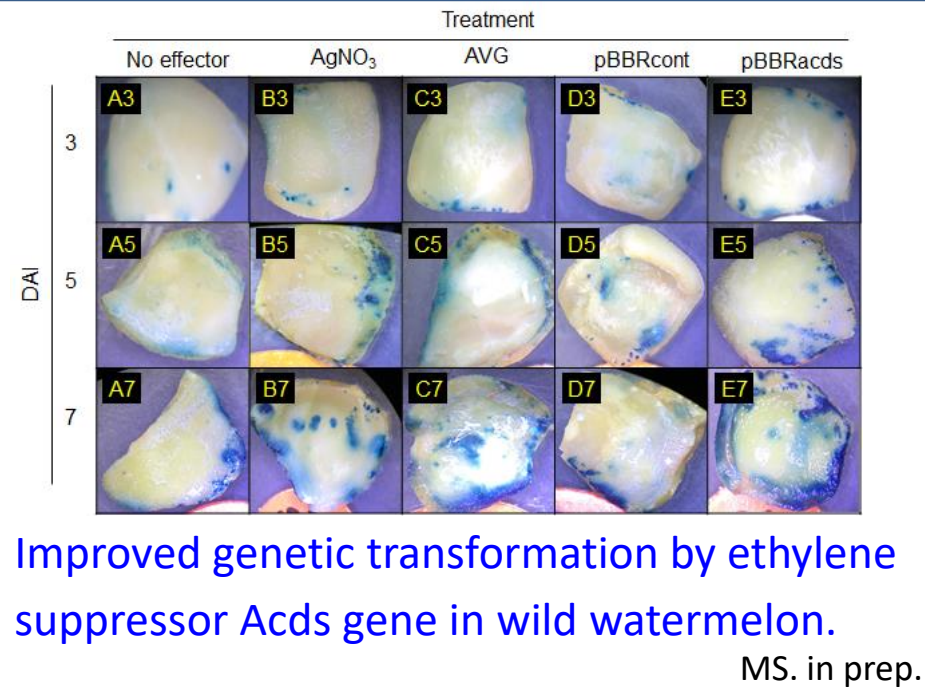 Treatment
No effector AgNO₃ AVG pBBRcont pBBRacds
A3 B3 C3 D3 E3
3
A5 B5 C5 D5 E5
DAI 5
A7 B7 C7 D7 E7
7
Improved genetic transformation by ethylene
suppressor Acds gene in wild watermelon.
MS. in prep.